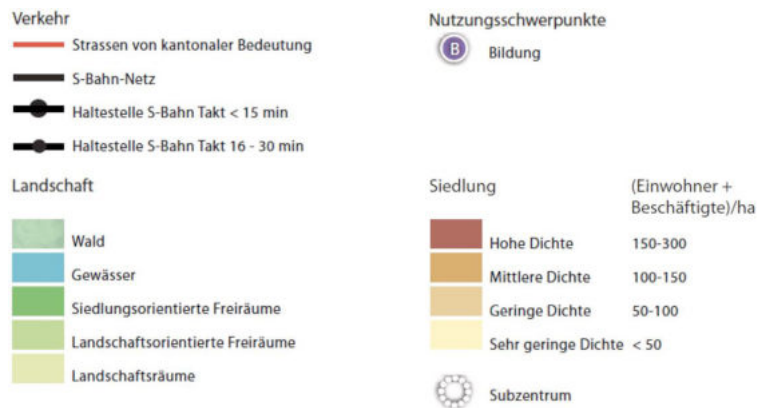 Verkehr
Strassen von kantonaler Bedeutung
S-Bahn-Netz
Haltestelle S-Bahn Takt < 15 min
Haltestelle S-Bahn Takt 16 - 30 min
Nutzungsschwerpunkte
B Bildung
Landschaft
Wald
Gewässer
Siedlungsorientierte Freiräume
Landschaftsorientierte Freiräume
Landschaftsräume
Siedlung (Einwohner +
Beschäftigte)/ha
Hohe Dichte 150-300
Mittlere Dichte 100-150
Geringe Dichte 50-100
Sehr geringe Dichte < 50
Subzentrum